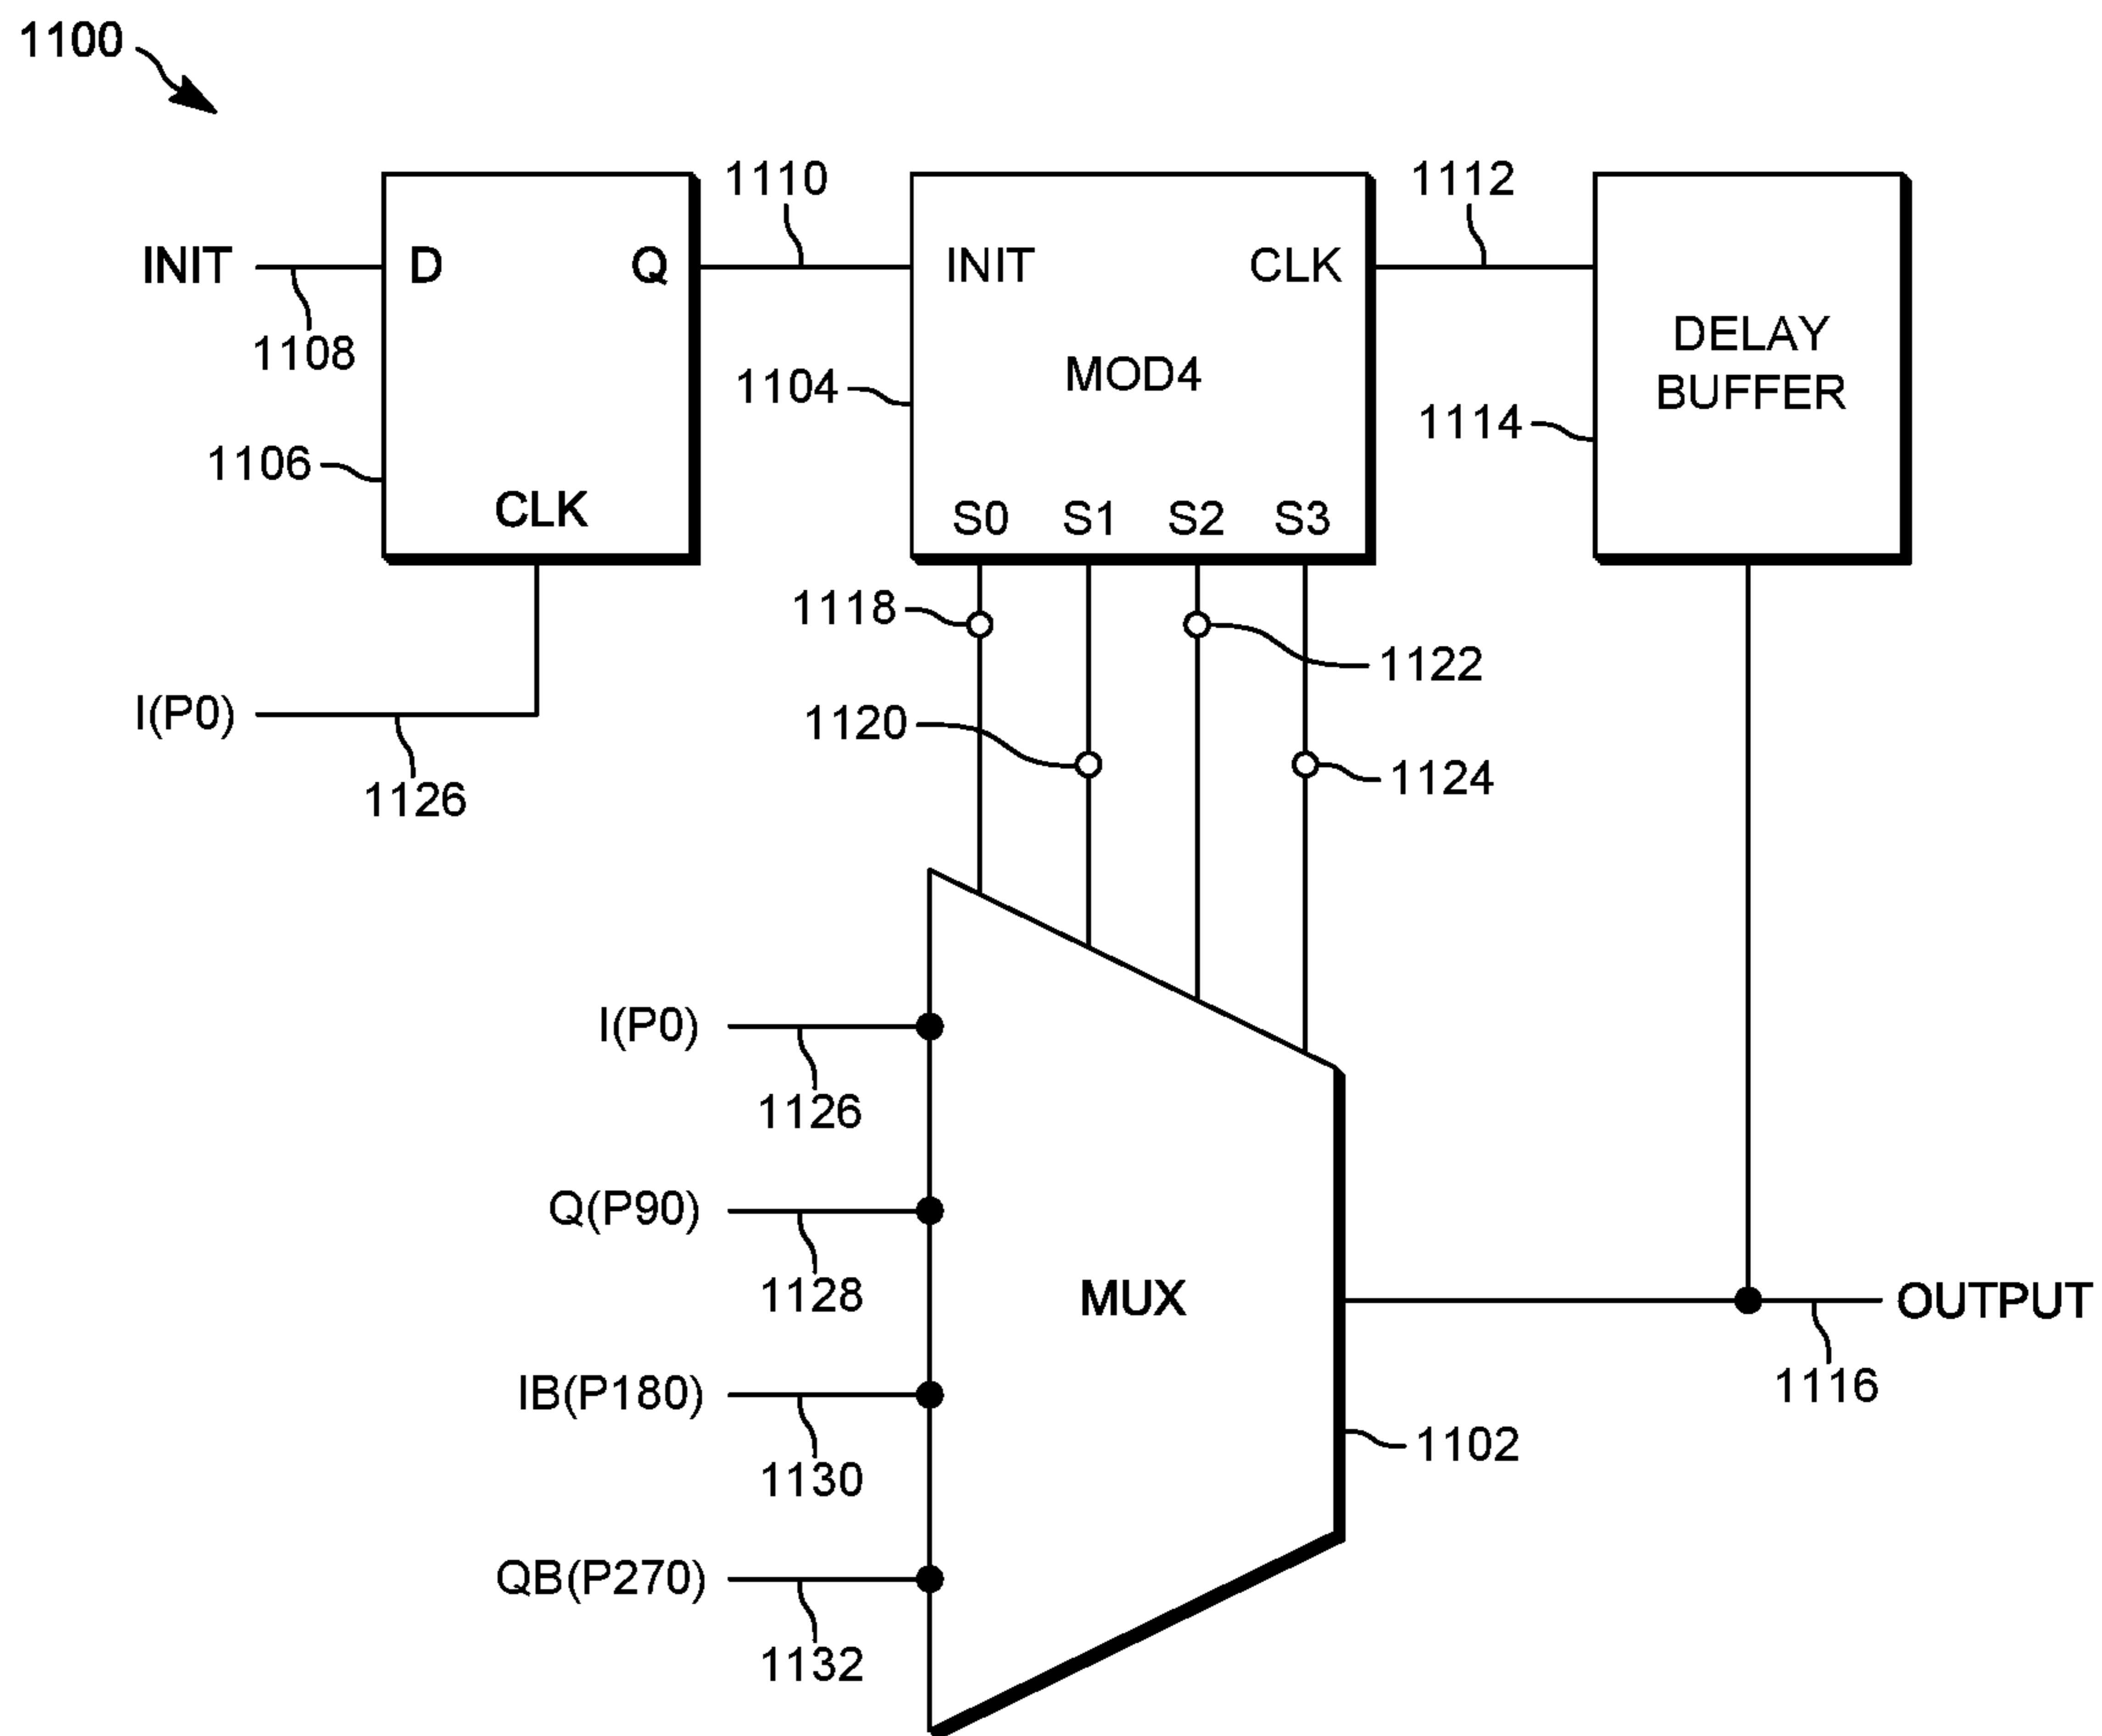 1100
1110
1112
INIT
D
Q
INIT
CLK
1108
DELAY
BUFFER
1104
MOD4
1114
1106
CLK
S0 S1 S2 S3
1118
1122
I(P0)
1120
1124
1126
I(P0)
1126
Q(P90)
1128
MUX
OUTPUT
1116
IB(P180)
1102
1130
QB(P270)
1132